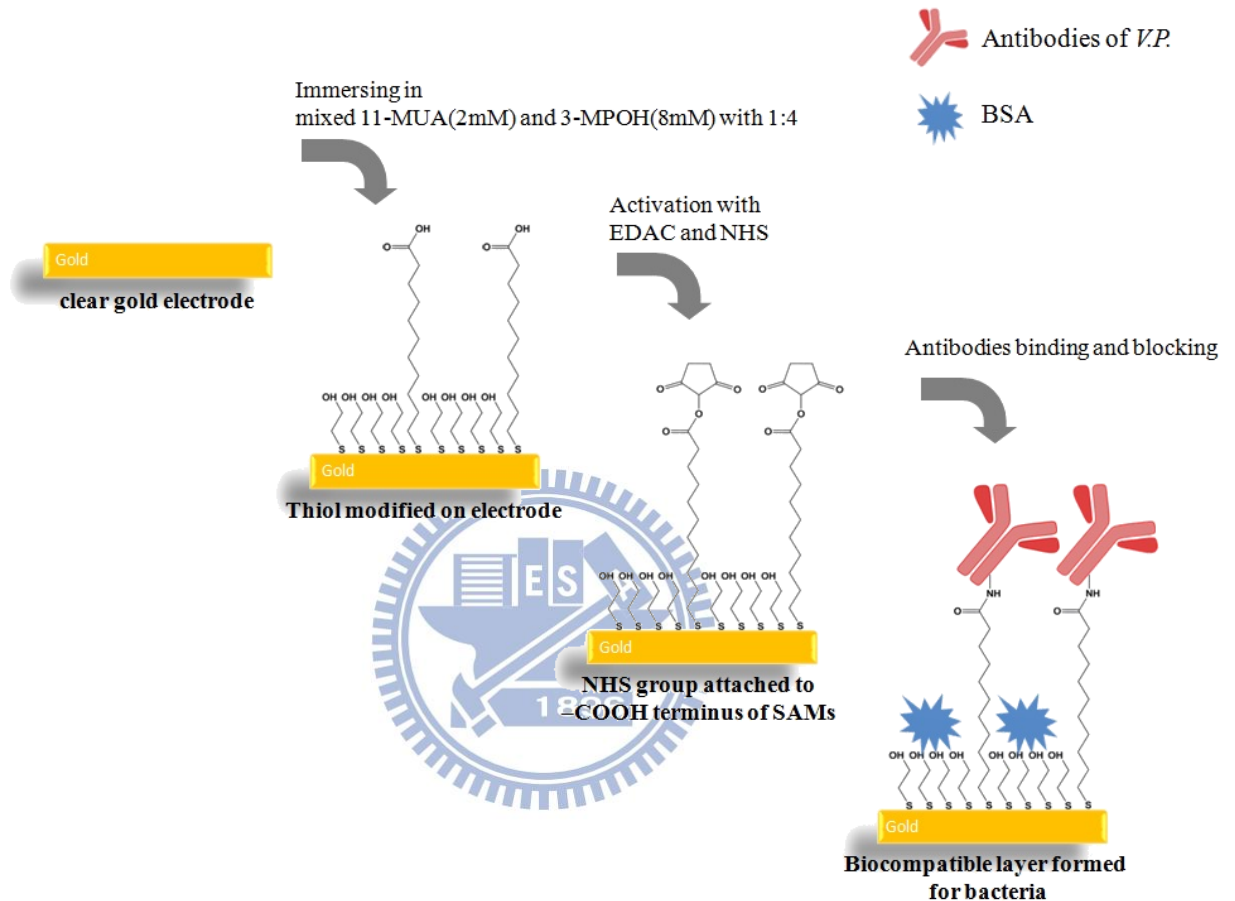 Antibodies of V.P.
BSA
Immersing in
mixed 11-MUA(2mM) and 3-MPOH(8mM) with 1:4
Gold
clear gold electrode
OH
O
OH
O
OH OH OH OH OH OH OH OH
S S S S S S S S S S
Gold
Thiol modified on electrode
Activation with
EDAC and NHS
O O O O
O O
O O
OH OH OH OH OH OH OH OH
S S S S S S S S S S
Gold
NHS group attached to
–COOH terminus of SAMs
E S
1896
Antibodies binding and blocking
NH NH
O O
OH OH OH OH OH OH OH OH
S S S S S S S S S S
Gold
Biocompatible layer formed
for bacteria